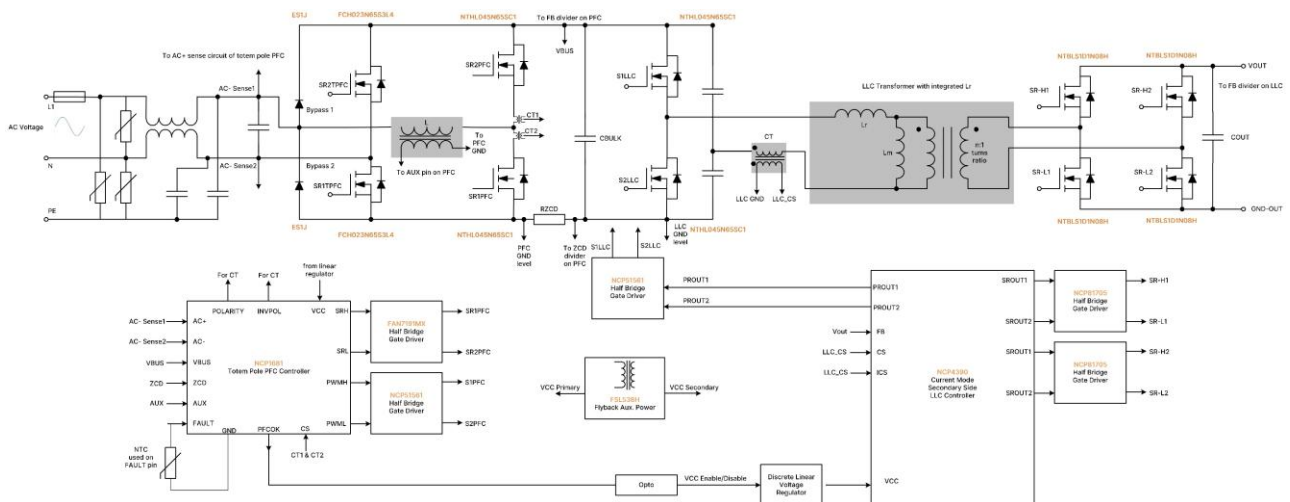 ES1J
FCH023N65S3L4
NTHL045N65SC1
To FB divider on PFC
NTHL045N65SC1
NTBLS1D1N08H
NTBLS1D1N08H
To AC+ sense circuit of totem pole PFC
VBUS
VOUT
To FB divider on LLC
SR2TPFC
SR2PFC
S1LLC
SR-H1
SR-H2
AC- Sense1
L1
Bypass 1
LLC Transformer with integrated Lr
AC Voltage
L
CT1
CT2
CBULK
COUT
To
PFC
GND
CT
Lr
Lm
n:1
turns
ratio
N
AC- Sense2
Bypass 2
To AUX pin on PFC
SR1TPFC
SR1PFC
S2LLC
SR-L1
SR-L2
LLC GND
LLC_CS
PE
RZCD
GND-OUT
ES1J
FCH023N65S3L4
NTHL045N65SC1
PFC
GND
level
To ZCD
divider
on PFC
S1LLC
S2LLC
LLC
GND
level
NTHL045N65SC1
NTBLS1D1N08H
NTBLS1D1N08H
For CT
For CT
from linear
regulator
POLARITY
INVPOL
VCC
SRH
AC- Sense1
AC+
AC- Sense2
AC-
SRL
VBUS
VBUS
NCP1681
Totem Pole PFC Controller
ZCD
ZCD
PWMH
AUX
AUX
FAULT
PWML
GND
PFCOK
CS
CT1 & CT2
NTC
used on
FAULT pin
FAN7191MX
Half Bridge
Gate Driver
SR1PFC
SR2PFC
NCP51561
Half Bridge
Gate Driver
S1PFC
S2PFC
NCP51561
Half Bridge
Gate Driver
PROUT1
PROUT2
VCC Primary
VCC Secondary
FSL538H
Flyback Aux. Power
PROUT1
PROUT2
Vout
FB
LLC_CS
CS
LLC_CS
ICS
NCP4390
Current Mode
Secondary Side
LLC Controller
SROUT1
SROUT2
SROUT1
SROUT2
VCC
NCP81705
Half Bridge
Gate Driver
SR-H1
SR-L1
NCP81705
Half Bridge
Gate Driver
SR-H2
SR-L2
Opto
VCC Enable/Disable
Discrete Linear
Voltage
Regulator